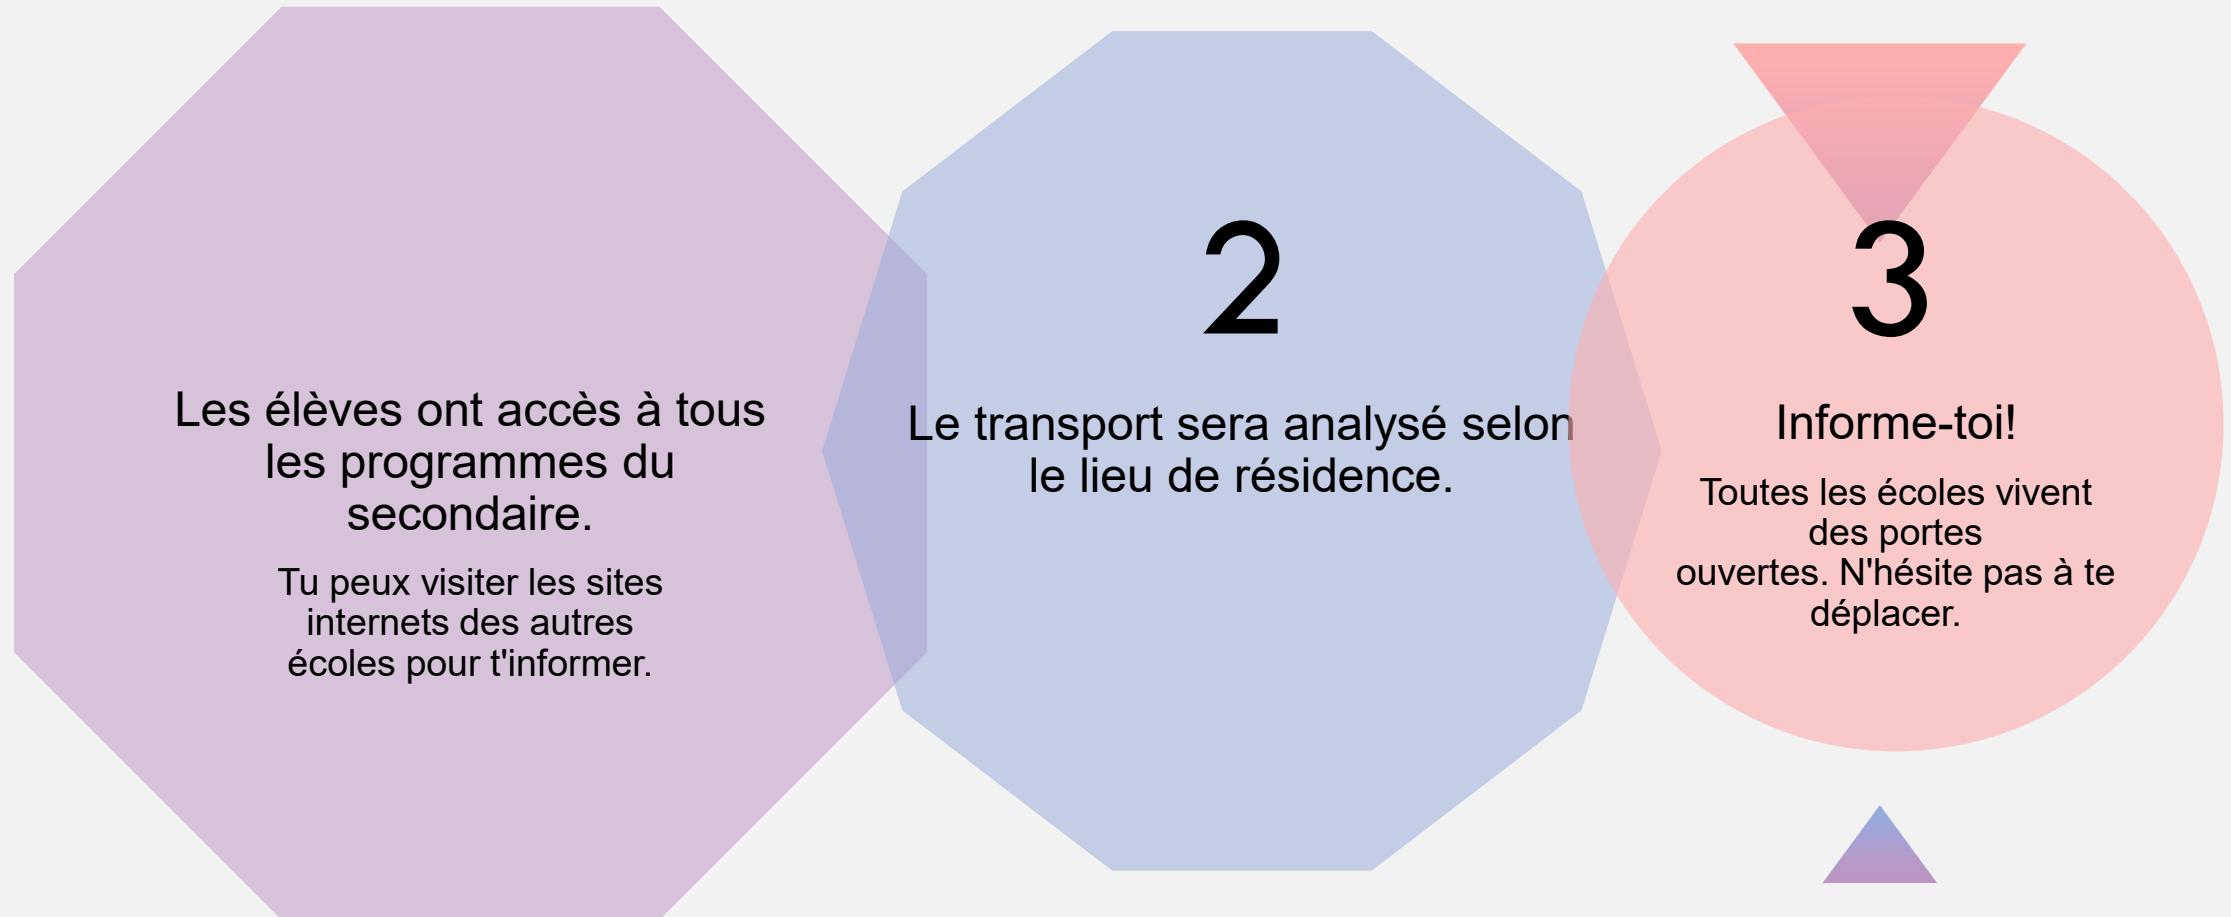 Les élèves ont accès à tous
les programmes du
secondaire.
Tu peux visiter les sites
internets des autres
écoles pour t'informer.
2
Le transport sera analysé selon
le lieu de résidence.
3
Informe-toi!
Toutes les écoles vivent
des portes
ouvertes. N'hésite pas à te
déplacer.